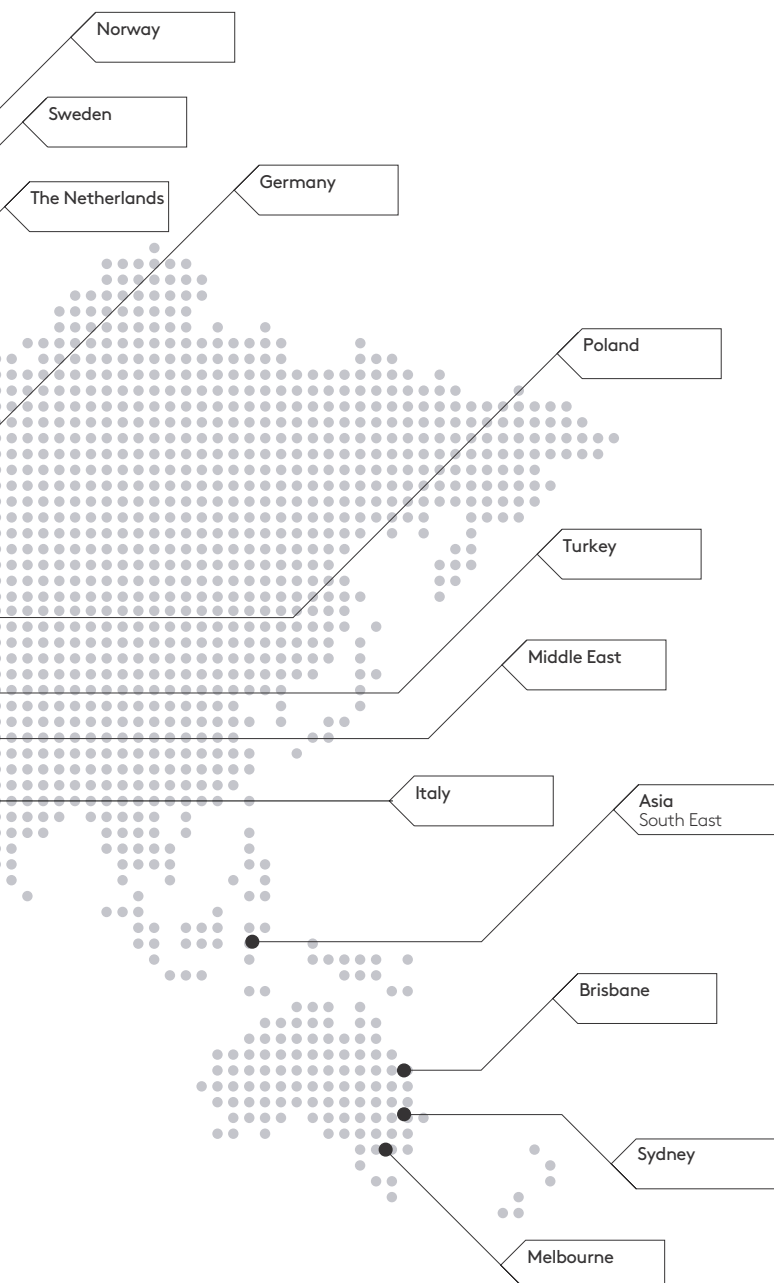 Norway
Sweden
Germany
The Netherlands
Poland
Turkey
Middle East
Italy
Asia
South East
Brisbane
Sydney
Melbourne